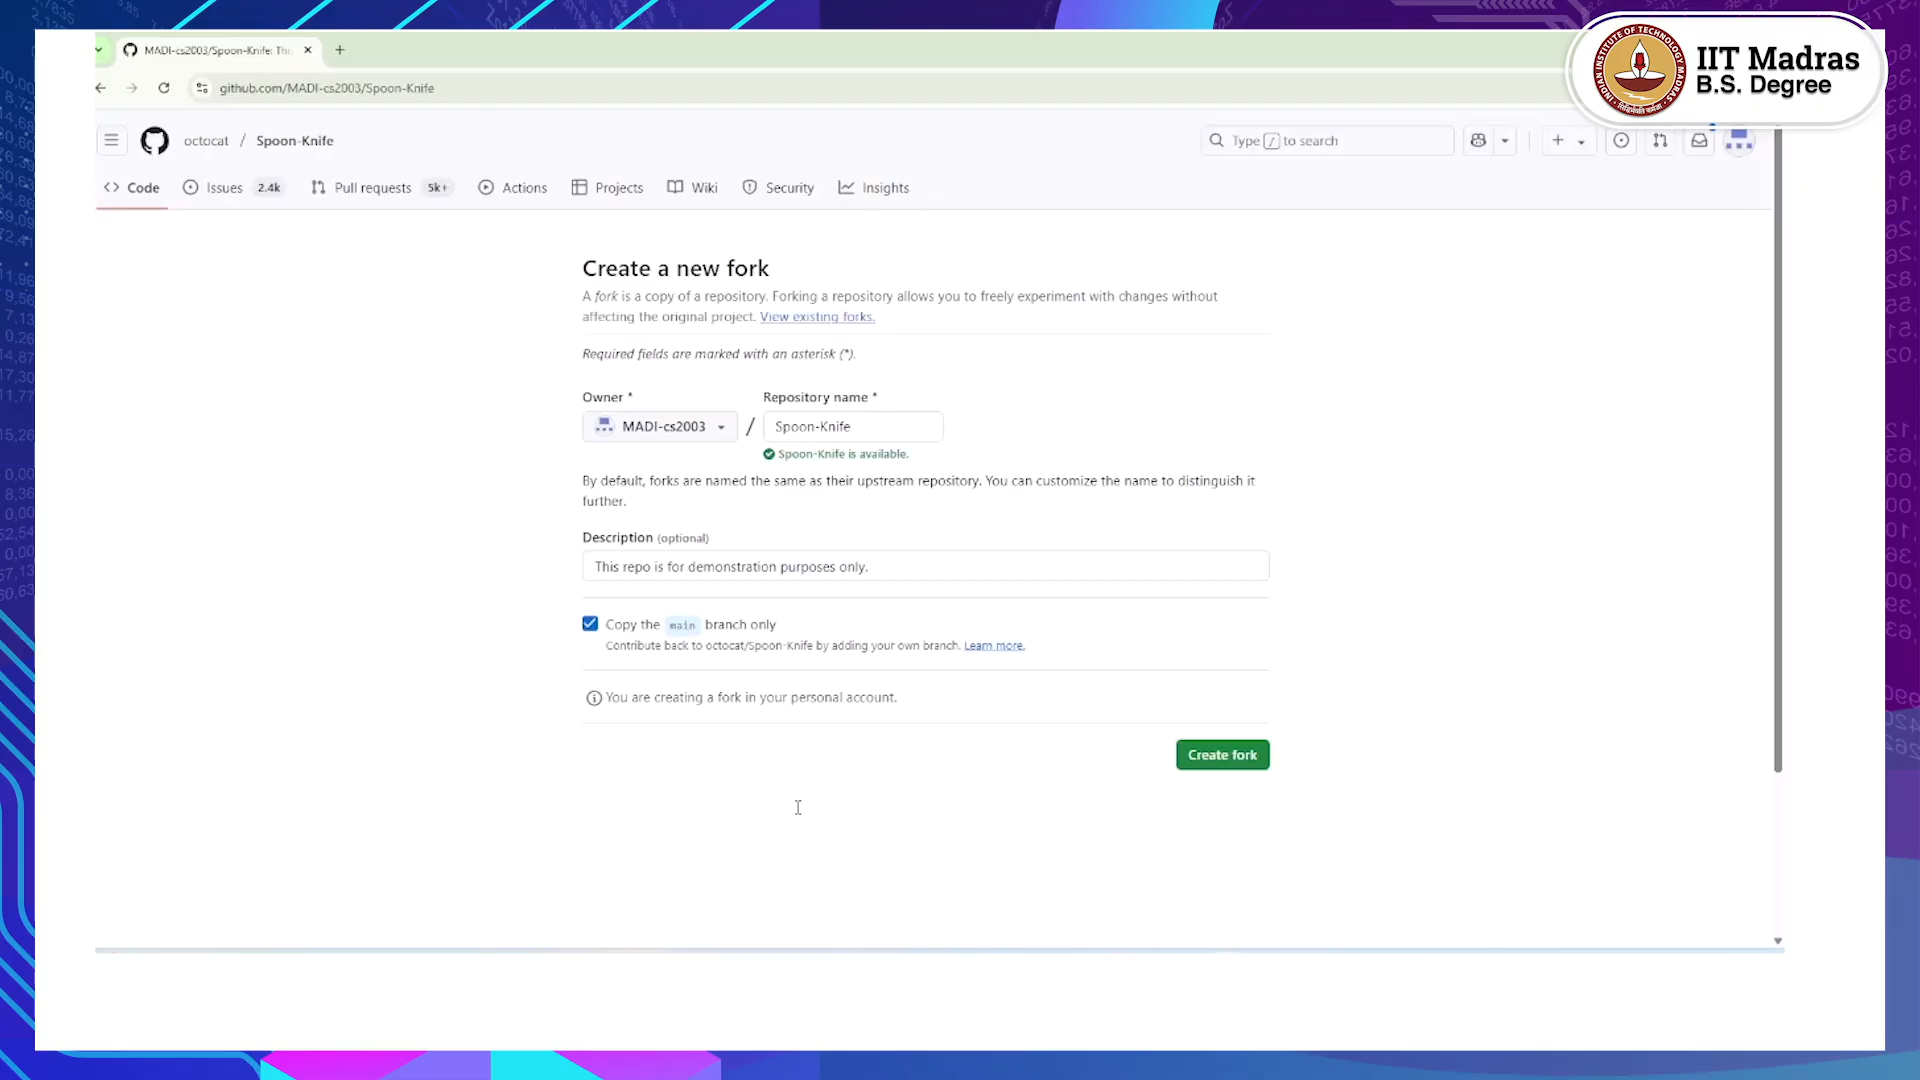 MADI-cs2003/Spoon-Knife: Thi
github.com/MADI-cs2003/Spoon-Knife
IIT Madras
B.S. Degree
octocat / Spoon-Knife
Type / to search
Code
Issues 2.4k
Pull requests 5k+
Actions
Projects
Wiki
Security
Insights
Create a new fork
A fork is a copy of a repository. Forking a repository allows you to freely experiment with changes without
affecting the original project. View existing forks.
Required fields are marked with an asterisk (*).
Owner * Repository name *
MADI-cs2003 / Spoon-Knife
Spoon-Knife is available.
By default, forks are named the same as their upstream repository. You can customize the name to distinguish it
further.
Description (optional)
This repo is for demonstration purposes only.
Copy the main branch only
Contribute back to octocat/Spoon-Knife by adding your own branch. Learn more.
You are creating a fork in your personal account.
Create fork